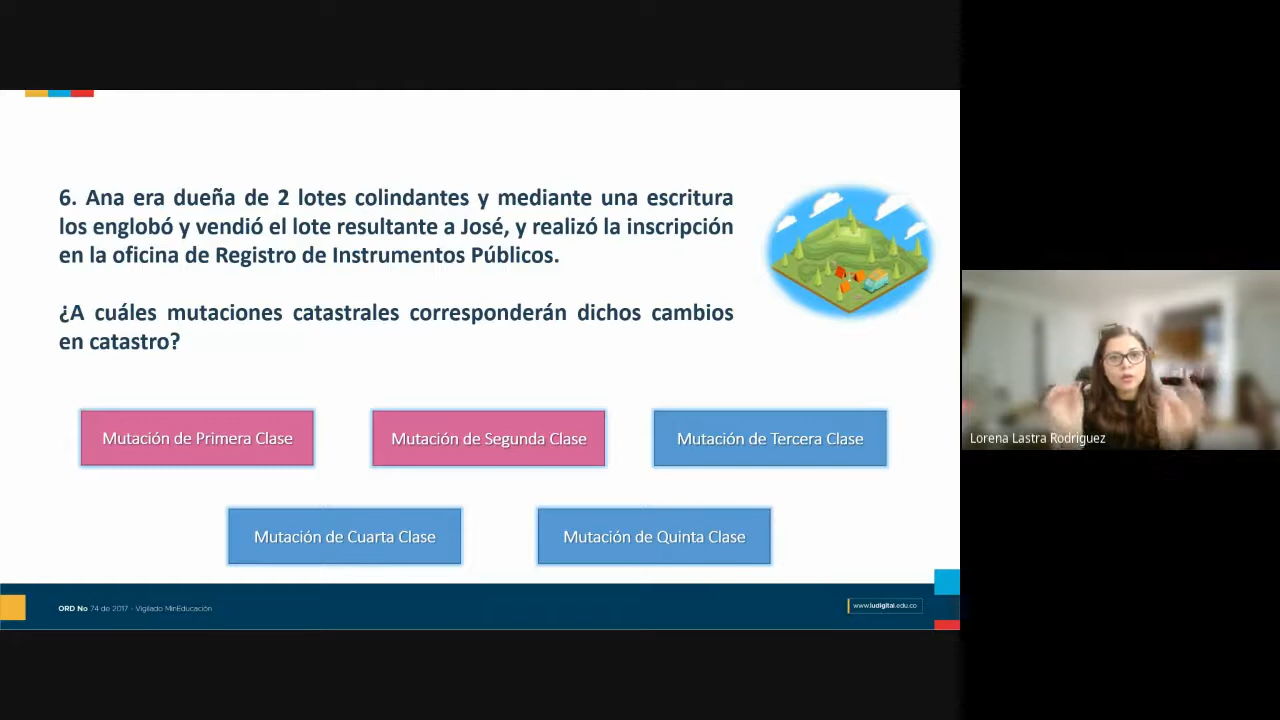 6. Ana era dueña de 2 lotes colindantes y mediante una escritura
los englobó y vendió el lote resultante a José, y realizó la inscripción
en la oficina de Registro de Instrumentos Públicos.
¿A cuáles mutaciones catastrales corresponderán dichos cambios
en catastro?
Mutación de Primera Clase
Mutación de Segunda Clase
Mutación de Tercera Clase
Mutación de Cuarta Clase
Mutación de Quinta Clase
ORD No 74 de 2017 - Vigilado MinEducación
www.iudigital.edu.co
Lorena Lastra Rodriguez